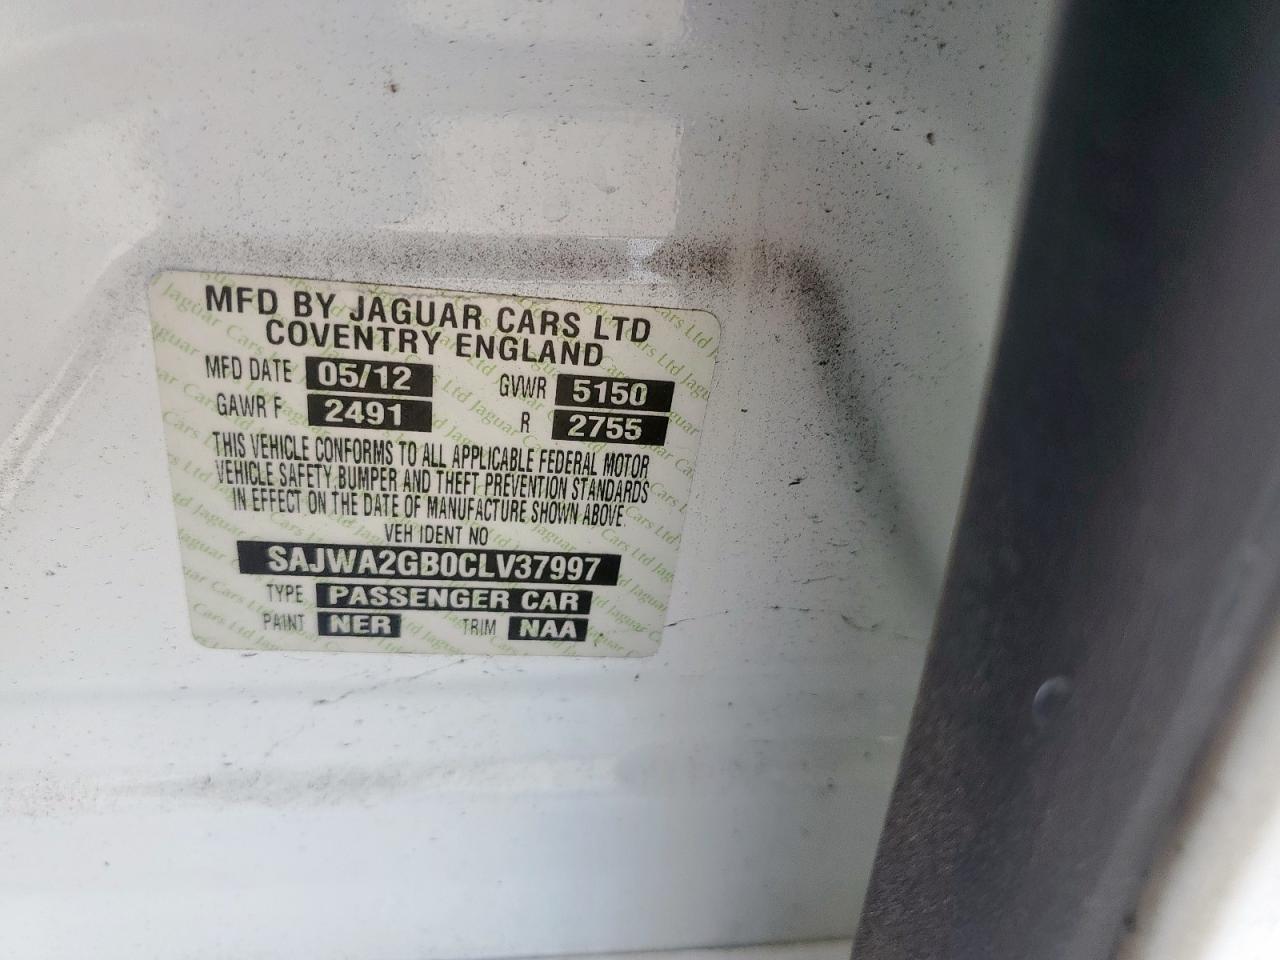 MFD BY JAGUAR CARS LTD
COVENTRY ENGLAND
MFD DATE 05/12 GVWR 5150
GAWR F 2491 R 2755
THIS VEHICLE CONFORMS TO ALL APPLICABLE FEDERAL MOTOR
VEHICLE SAFETY BUMPER AND THEFT PREVENTION STANDARDS
IN EFFECT ON THE DATE OF MANUFACTURE SHOWN ABOVE.
VEH IDENT NO
SAJWA2GB0CLV37997
TYPE PASSENGER CAR
PAINT NER TRIM NAA